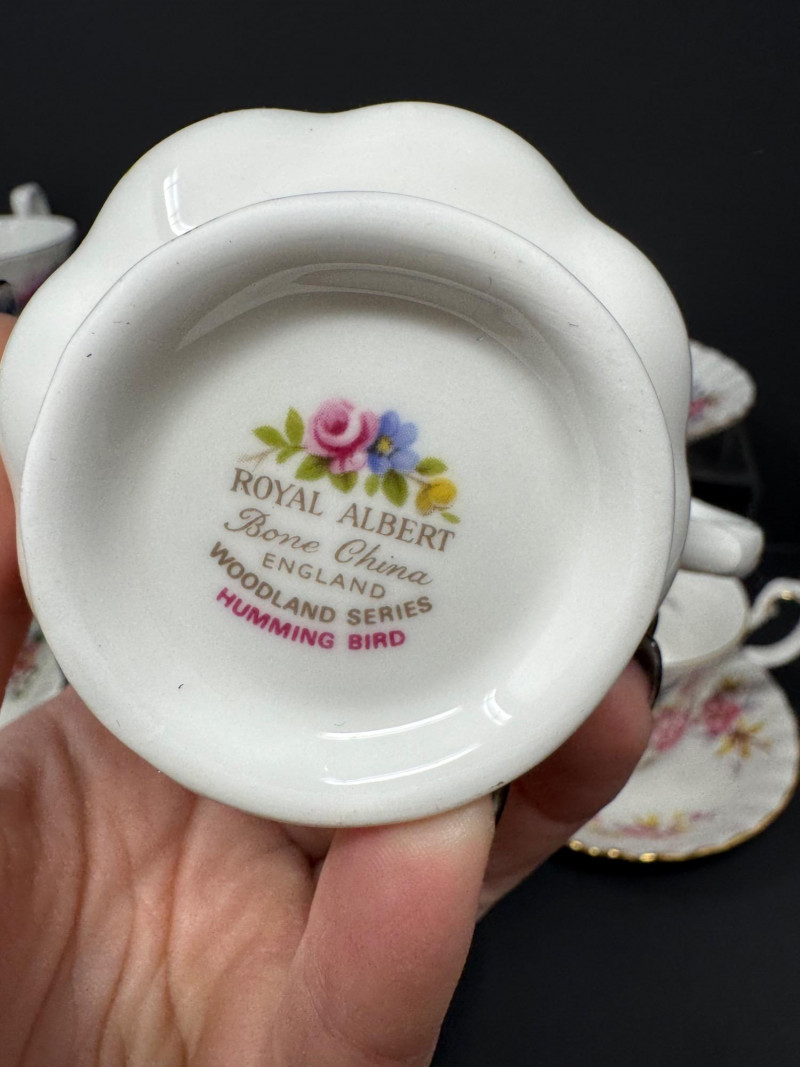 ROYAL ALBERT
Bone China
ENGLAND
WOODLAND SERIES
HUMMING BIRD